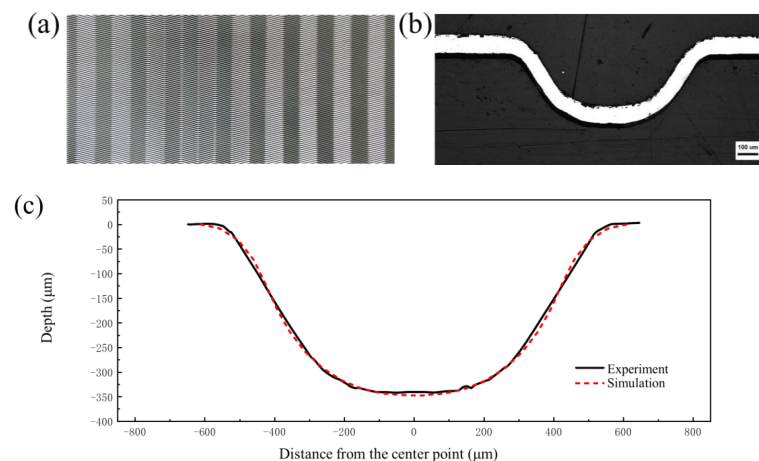 (a)
(b)
100 um
(c)
50
0
−50
−100
−150
−200
−250
−300
−350
−400
Depth (μm)
Experiment
Simulation
−800 −600 −400 −200 0 200 400 600 800
Distance from the center point (μm)